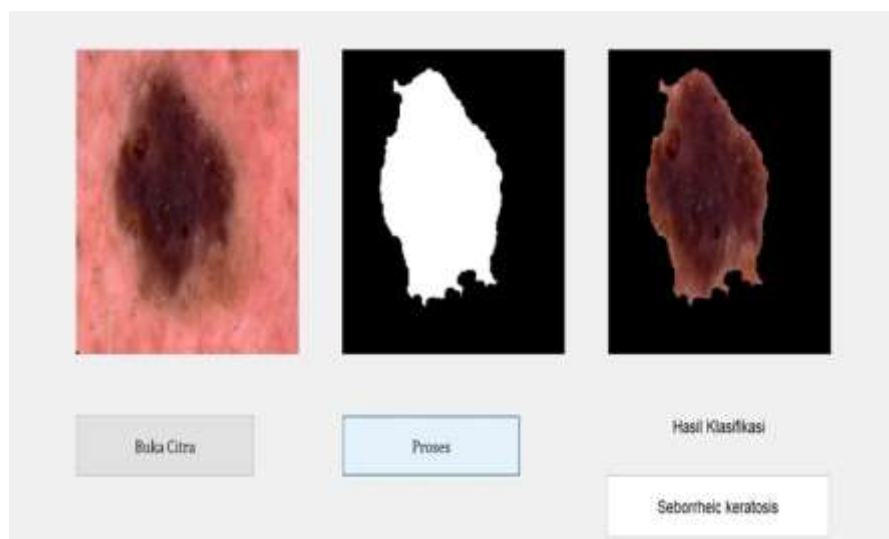 Buka Citra
Proses
Hasil Klasifikasi
Seborrheic keratosis